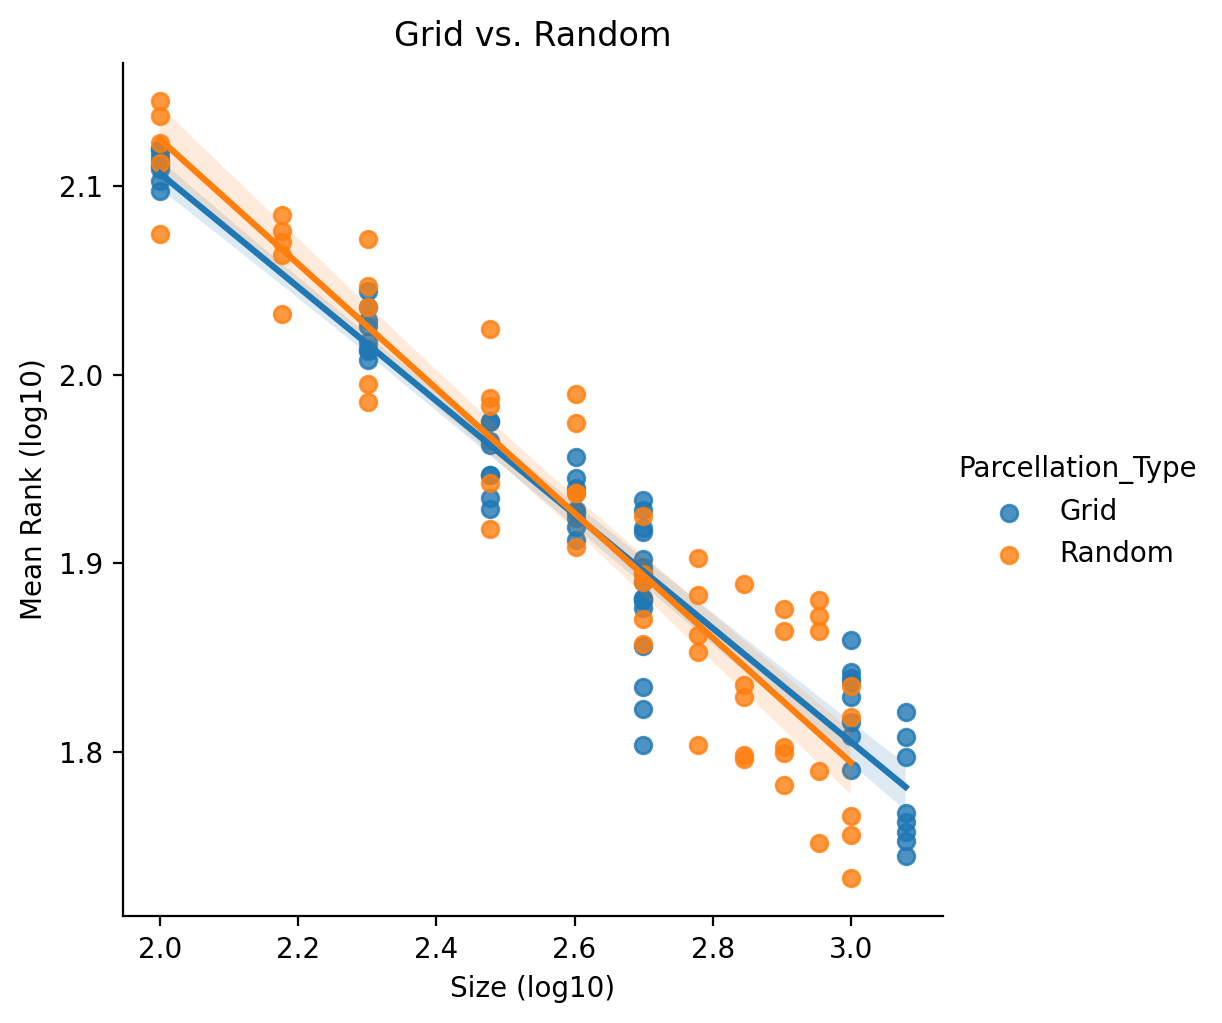 Grid vs. Random
Mean Rank (log10)
2.1
2.0
1.9
1.8
2.0 2.2 2.4 2.6 2.8 3.0
Size (log10)
Parcellation_Type
Grid
Random